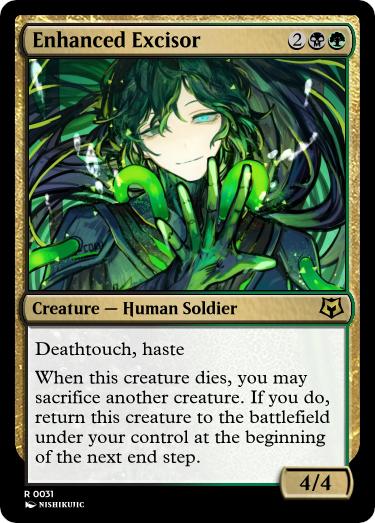 Enhanced Excisor 2
Creature — Human Soldier
Deathtouch, haste
When this creature dies, you may
sacrifice another creature. If you do,
return this creature to the battlefield
under your control at the beginning
of the next end step.
4/4
R 0031
NISHIKUJIC